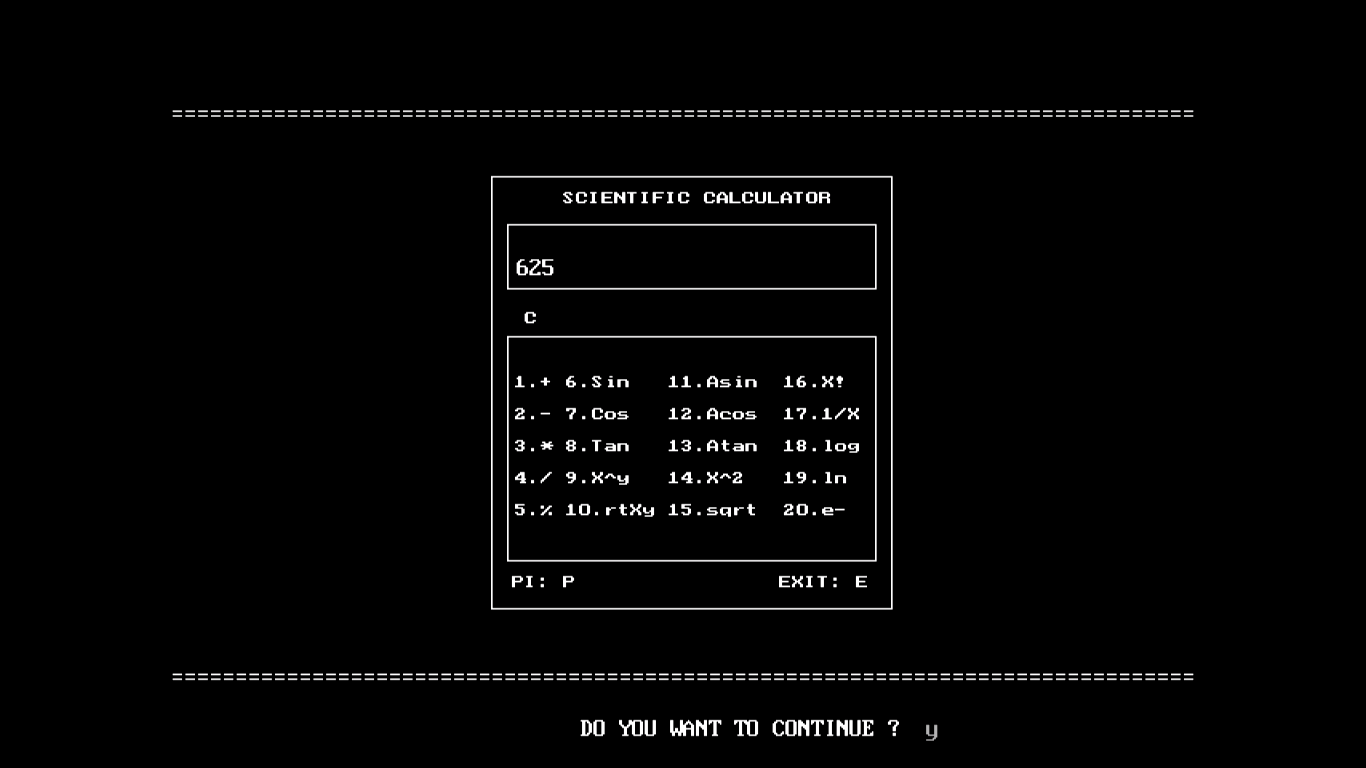 ================================================================================
SCIENTIFIC CALCULATOR
625
C
1.+ 6.Sin 11.Asin 16.X!
2.- 7.Cos 12.Acos 17.1/X
3.* 8.Tan 13.Atan 18.log
4./ 9.X^y 14.X^2 19.ln
5.% 10.rtXy 15.sqrt 20.e-
PI: P EXIT: E
================================================================================
DO YOU WANT TO CONTINUE ? y